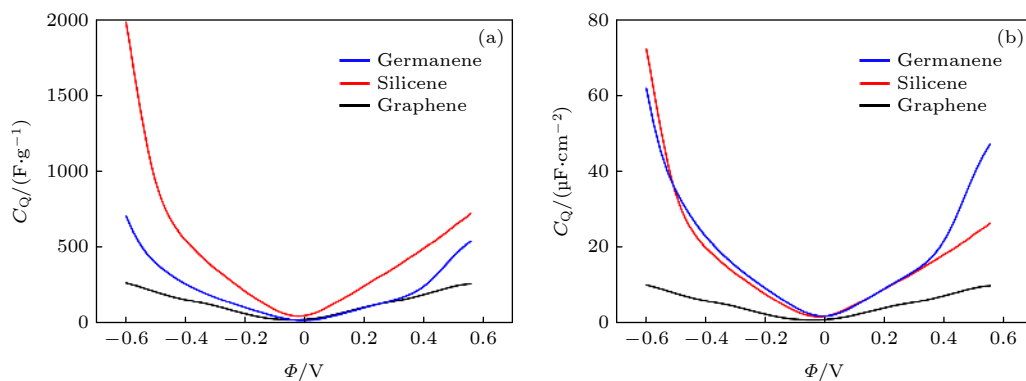 2000
1500
1000
500
0
C_Q/(F·g⁻¹)
(a)
Germanene
Silicene
Graphene
−0.6 −0.4 −0.2 0 0.2 0.4 0.6
Φ/V
80
60
40
20
0
C_Q/(μF·cm⁻²)
(b)
Germanene
Silicene
Graphene
−0.6 −0.4 −0.2 0 0.2 0.4 0.6
Φ/V